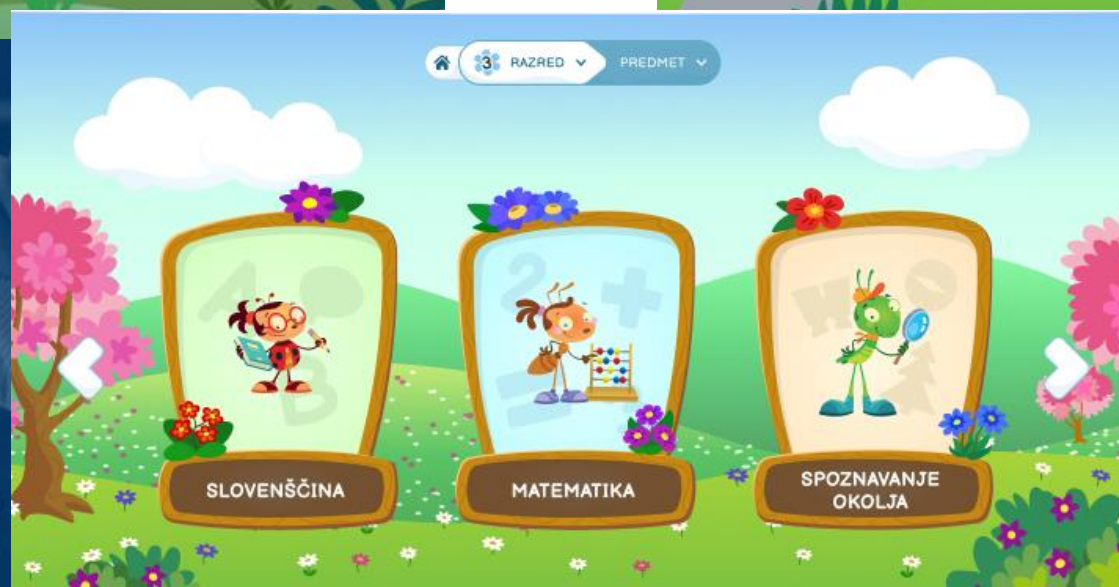 3 RAZRED PREDMET
SLOVENŠČINA
MATEMATIKA
SPOZNAVANJE
OKOLJA